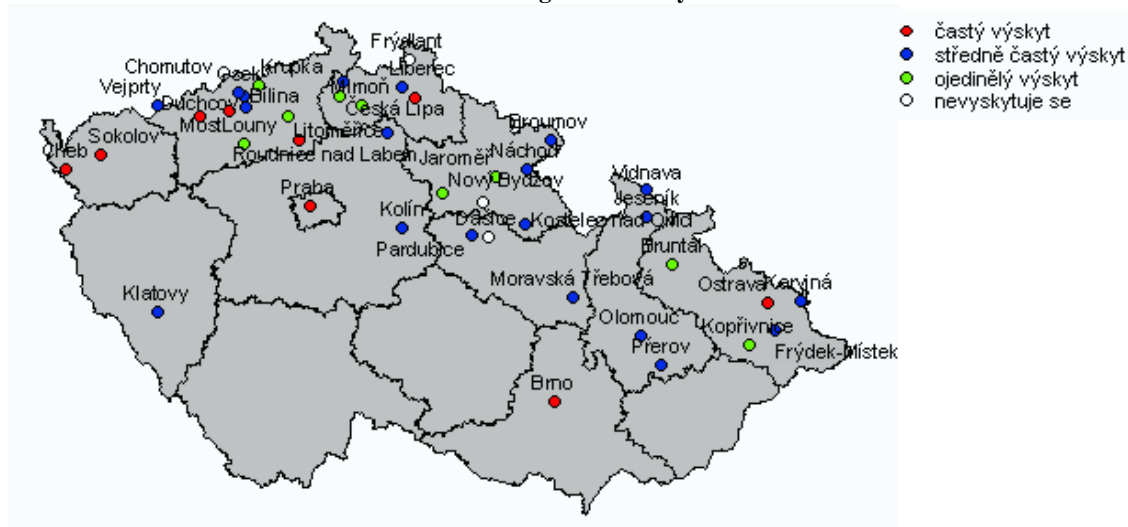 častý výskyt
středně častý výskyt
ojedinělý výskyt
nevyskytuje se
Frýdlant
Chomutov
Krupka
Liberec
Vejprty
Osek
Mimoň
Duchcov
Bílina
Česká Lípa
Most
Louny
Litoměřice
Broumov
Sokolov
Cheb
Roudnice nad Labem
Jaroměř
Náchod
Praha
Nový Bydžov
Vidnava
Jeseník
Kolín
Dašice
Kostelec nad Orlicí
Pardubice
Bruntál
Moravská Třebová
Ostrava
Karviná
Klatovy
Olomouc
Kopřivnice
Přerov
Frýdek-Místek
Brno